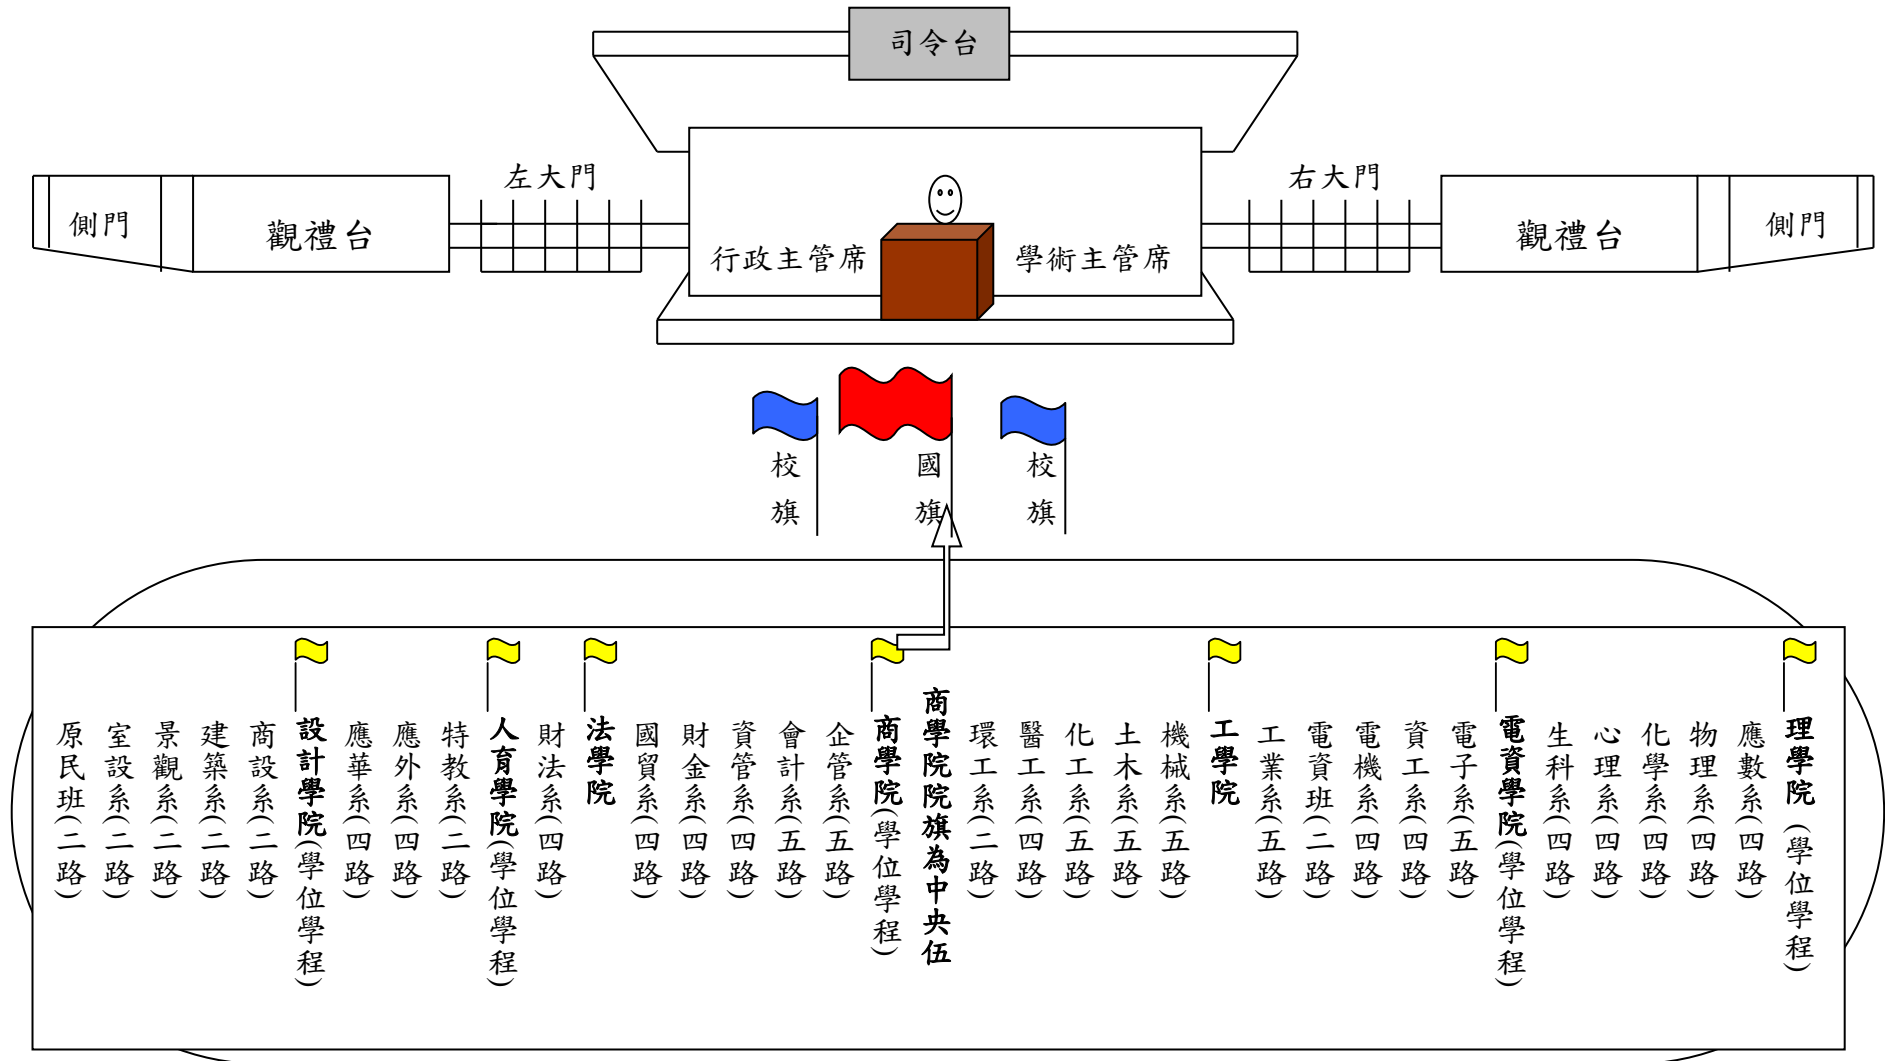 司令台
左大門
右大門
側門
觀禮台
行政主管席
學術主管席
觀禮台
側門
校旗
國旗
校旗
原民班(二路)
室設系(二路)
景觀系(二路)
建築系(二路)
商設系(二路)
設計學院(學位學程)
應華系(四路)
應外系(四路)
特教系(二路)
人育學院(學位學程)
財法系(四路)
法學院
國貿系(四路)
財金系(四路)
資管系(四路)
會計系(五路)
企管系(五路)
商學院(學位學程)
商學院院旗為中央伍
環工系(二路)
醫工系(四路)
化工系(五路)
土木系(五路)
機械系(五路)
工學院
工業系(五路)
電資班(二路)
電機系(四路)
資工系(四路)
電子系(五路)
電資學院(學位學程)
生科系(四路)
心理系(四路)
化學系(四路)
物理系(四路)
應數系(四路)
理學院(學位學程)